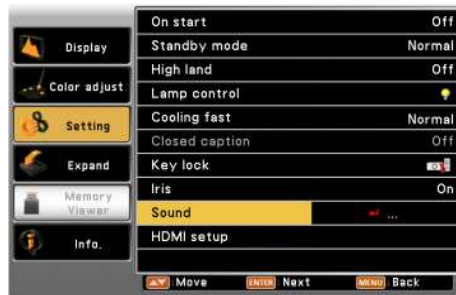 Display
Color adjust
Setting
Expand
Memory Viewer
Info.
On start Off
Standby mode Normal
High land Off
Lamp control
Cooling fast Normal
Closed caption Off
Key lock
Iris On
Sound ...
HDMI setup
Move ENTER Next MENU Back